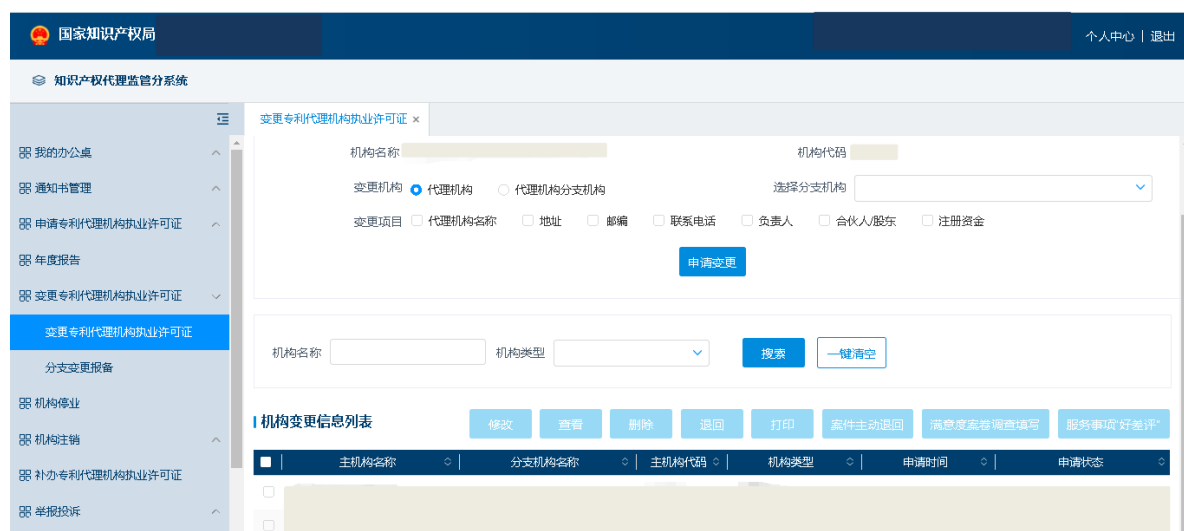 国家知识产权局
个人中心 | 退出
知识产权代理监管分系统
变更专利代理机构执业许可证 ×
我的办公桌
通知书管理
申请专利代理机构执业许可证
年度报告
变更专利代理机构执业许可证
变更专利代理机构执业许可证
分支变更报备
机构停业
机构注销
补办专利代理机构执业许可证
举报投诉
机构名称 机构代码
变更机构 代理机构 代理机构分支机构 选择分支机构
变更项目 代理机构名称 地址 邮编 联系电话 负责人 合伙人/股东 注册资金
申请变更
机构名称 机构类型 搜索 一键清空
机构变更信息列表 修改 查看 删除 退回 打印 案件主动退回 满意度案卷调查填写 服务事项“好差评”
主机构名称 分支机构名称 主机构代码 机构类型 申请时间 申请状态